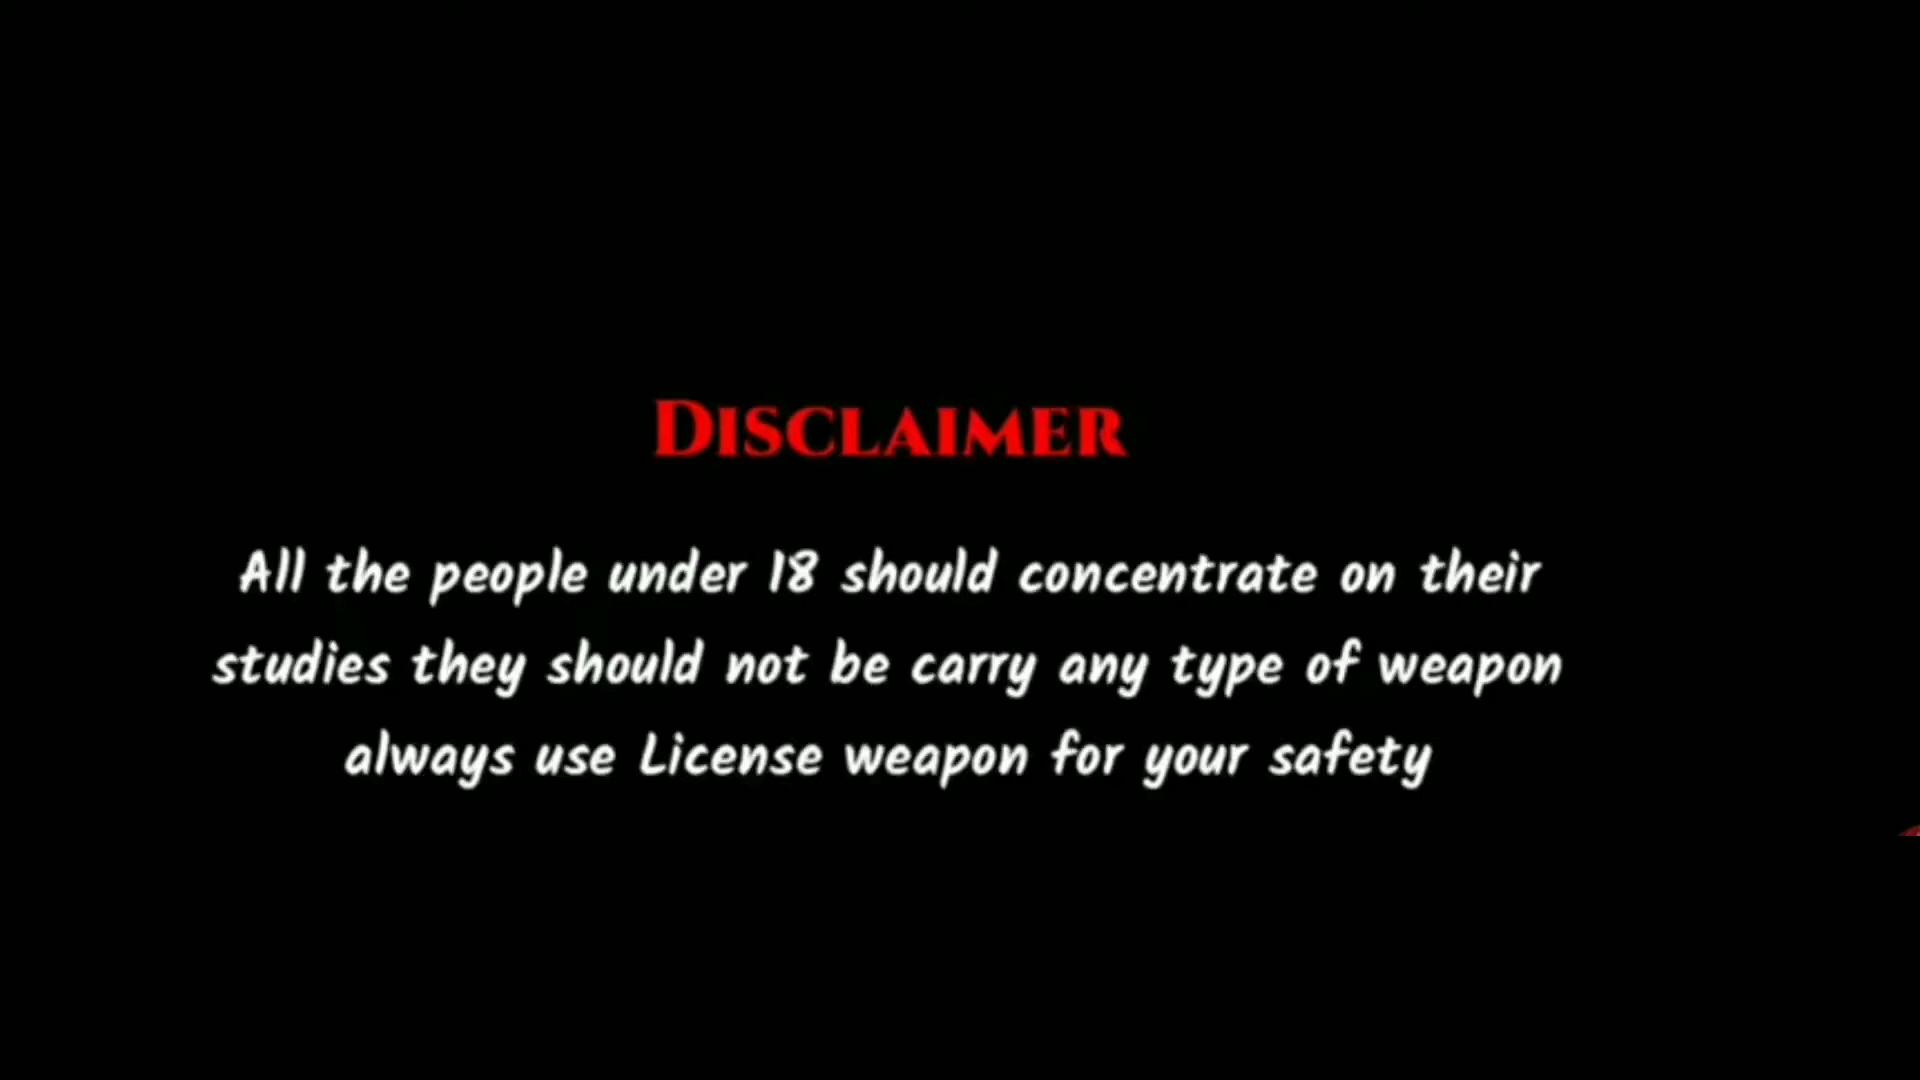 Disclaimer
All the people under 18 should concentrate on their
studies they should not be carry any type of weapon
always use License weapon for your safety